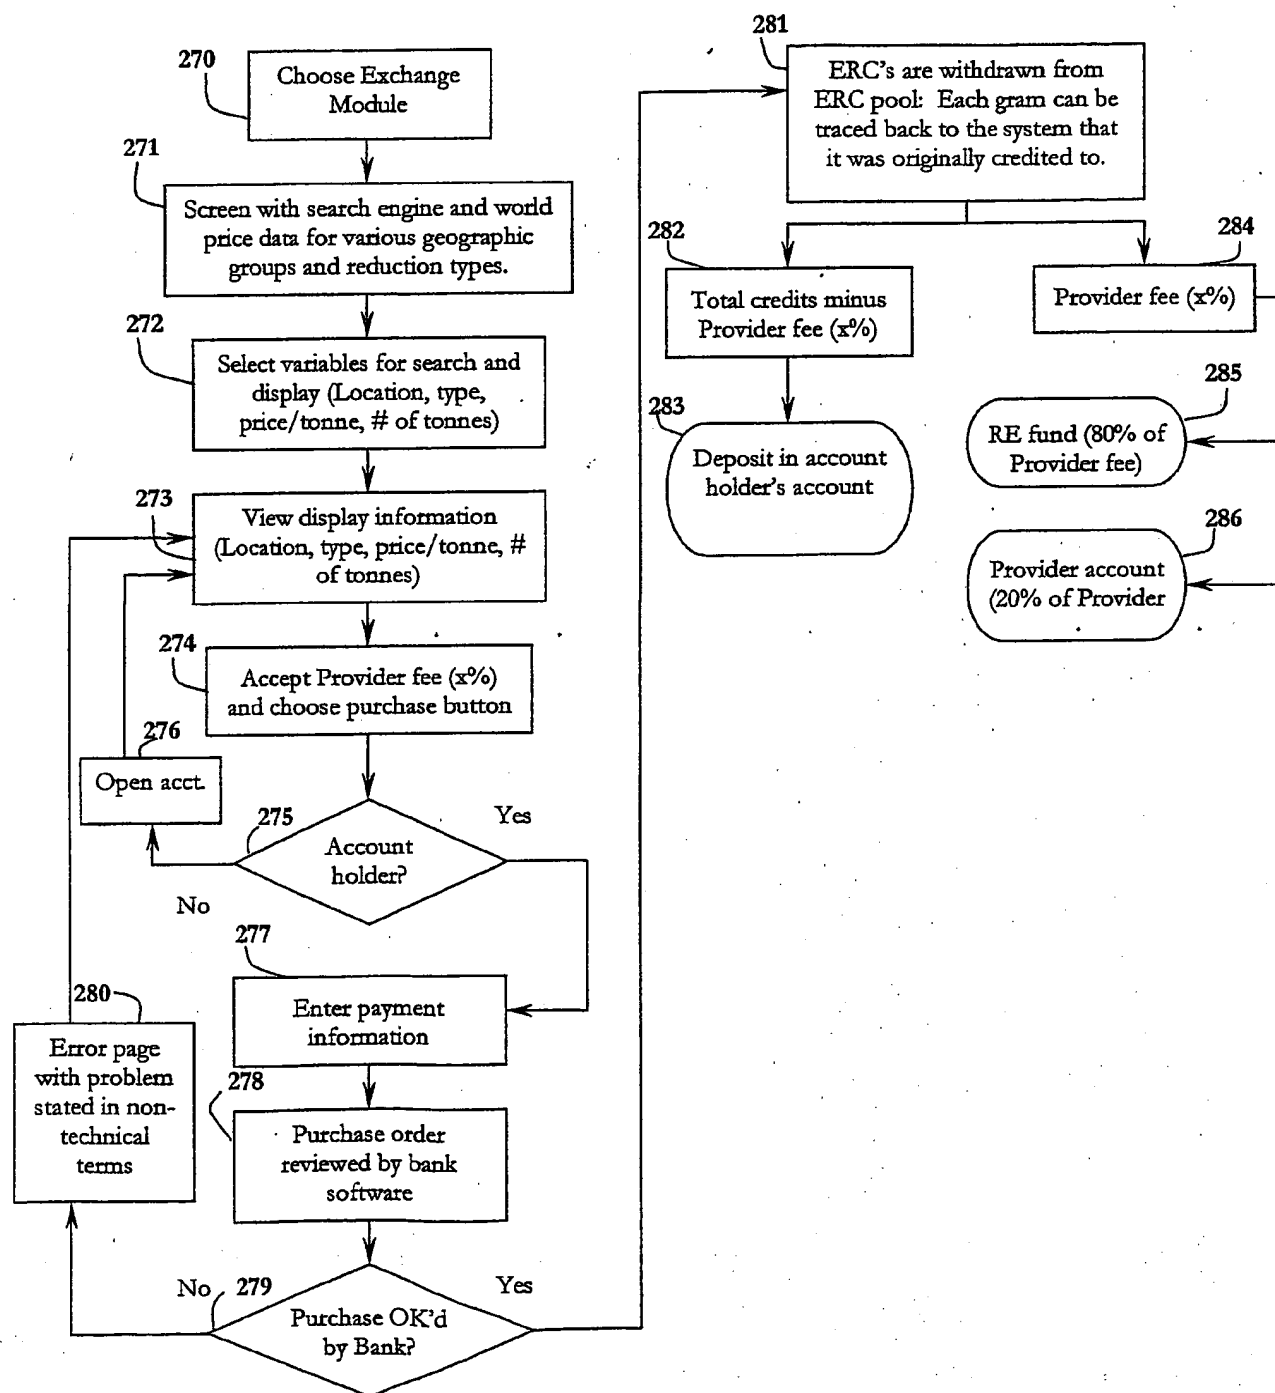 270
Choose Exchange
Module
271
Screen with search engine and world
price data for various geographic
groups and reduction types.
272
Select variables for search and
display (Location, type,
price/tonne, # of tonnes)
273
View display information
(Location, type, price/tonne, #
of tonnes)
274
Accept Provider fee (x%)
and choose purchase button
276
Open acct.
275
Account
holder?
Yes
No
277
Enter payment
information
280
Error page
with problem
stated in non-
technical
terms
278
Purchase order
reviewed by bank
software
No
279
Purchase OK'd
by Bank?
Yes
281
ERC's are withdrawn from
ERC pool: Each gram can be
traced back to the system that
it was originally credited to.
282
Total credits minus
Provider fee (x%)
283
Deposit in account
holder's account
284
Provider fee (x%)
285
RE fund (80% of
Provider fee)
286
Provider account
(20% of Provider